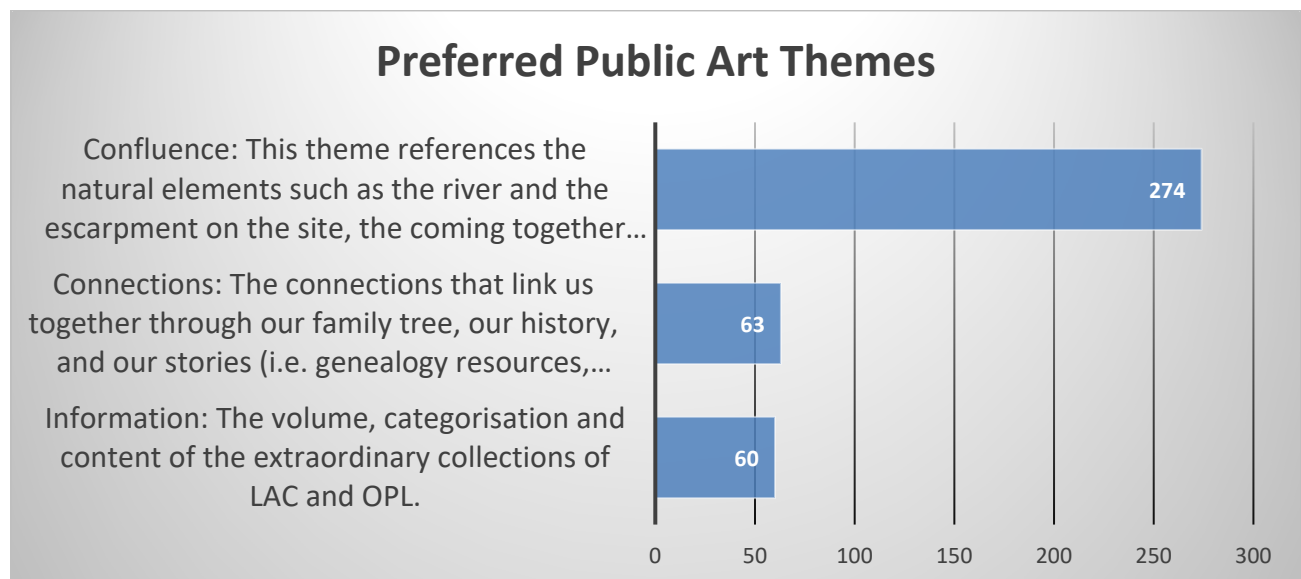 Preferred Public Art Themes
Confluence: This theme references the
natural elements such as the river and the
escarpment on the site, the coming together…
274
Connections: The connections that link us
together through our family tree, our history,
and our stories (i.e. genealogy resources,…
63
Information: The volume, categorisation and
content of the extraordinary collections of
LAC and OPL.
60
0 50 100 150 200 250 300